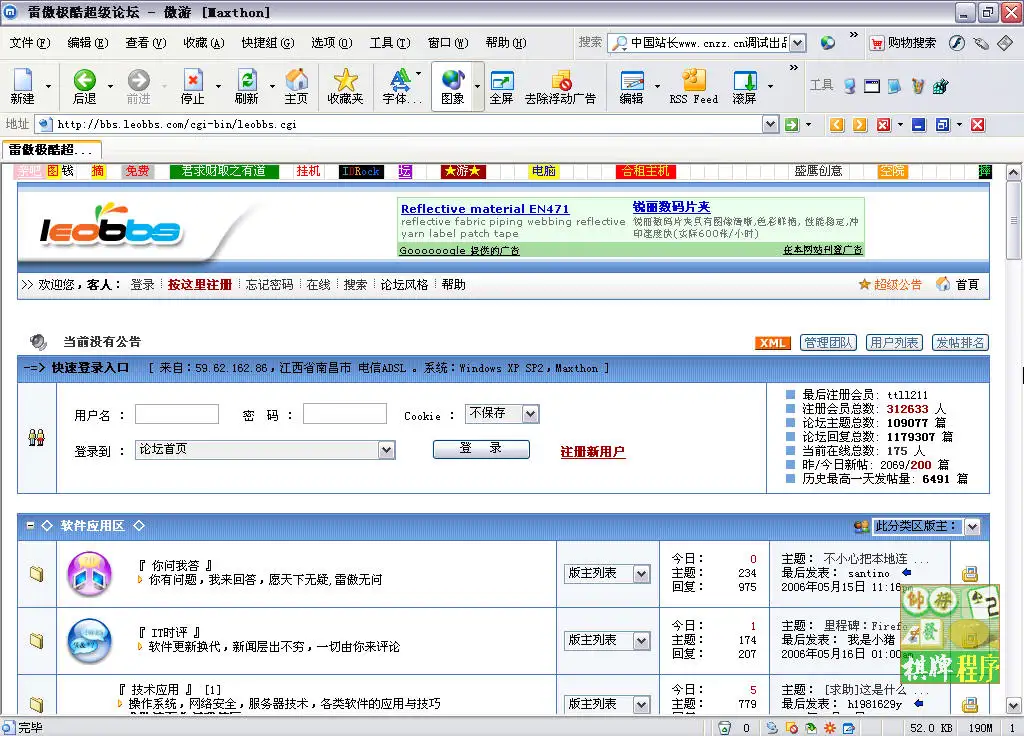 雷傲极酷超级论坛 - 傲游 [Maxthon]
文件(F) 编辑(E) 查看(V) 收藏(A) 快捷组(G) 选项(O) 工具(T) 窗口(W) 帮助(H) 搜索 中国站长www.cnzz.cn调试出 » 购物搜索
新建 后退 前进 停止 刷新 主页 收藏夹 字体... 图象 全屏 去除浮动广告 编辑 RSS Feed 滚屏 » 工具
地址 http://bbs.leobbs.com/cgi-bin/leobbs.cgi
雷傲极酷超...
图 钱 摘 免费 君求财取之有道 挂机 IDRock 坛 ★游★ 电脑 合租主机 盛鹰创意 空院
leobbs
Reflective material EN471 锐丽数码片夹
reflective fabric piping webbing reflective 锐丽数码片夹具有图像清晰,色彩鲜艳, 性能稳定,冲
yarn label patch tape 印速度快(实际600张/小时)
Goooooogle 提供的广告 在本网站刊登广告
>> 欢迎您，客人： 登录 按这里注册 忘记密码 在线 搜索 论坛风格 帮助 ★ 超级公告 首頁
当前没有公告 XML 管理团队 用户列表 发帖排名
--=> 快速登录入口 [ 来自：59.62.162.86，江西省南昌市 电信ADSL 。系统：Windows XP SP2，Maxthon ]
用户名： 密 码： Cookie ： 不保存
登录到： 论坛首页 登 录 注册新用户
最后注册会员： ttll211
注册会员总数： 312633 人
论坛主题总数： 109077 篇
论坛回复总数： 1179307 篇
当前在线总数： 175 人
昨/今日新帖： 2069/200 篇
历史最高一天发帖量： 6491 篇
◇ 软件应用区 ◇ 此分类区版主：
『 你问我答 』
你有问题，我来回答，愿天下无疑,雷傲无问
版主列表
今日： 0
主题： 234
回复： 975
主题： 不小心把本地连 ...
最后发表： santino
2006年05月15日 11:16pm
『 IT时评 』
软件更新换代，新闻层出不穷，一切由你来评论
版主列表
今日： 1
主题： 174
回复： 207
主题： 里程碑：Firefo
最后发表： 我是小猪
2006年05月16日 01:00
棋牌程序
『 技术应用 』 [1]
操作系统，网络安全，服务器技术，各类软件的应用与技巧
版主列表
今日： 5
主题： 779
主题： [求助]这是什么 ...
最后发表： h1981629y
完毕 0 52.0 KB 190M 1